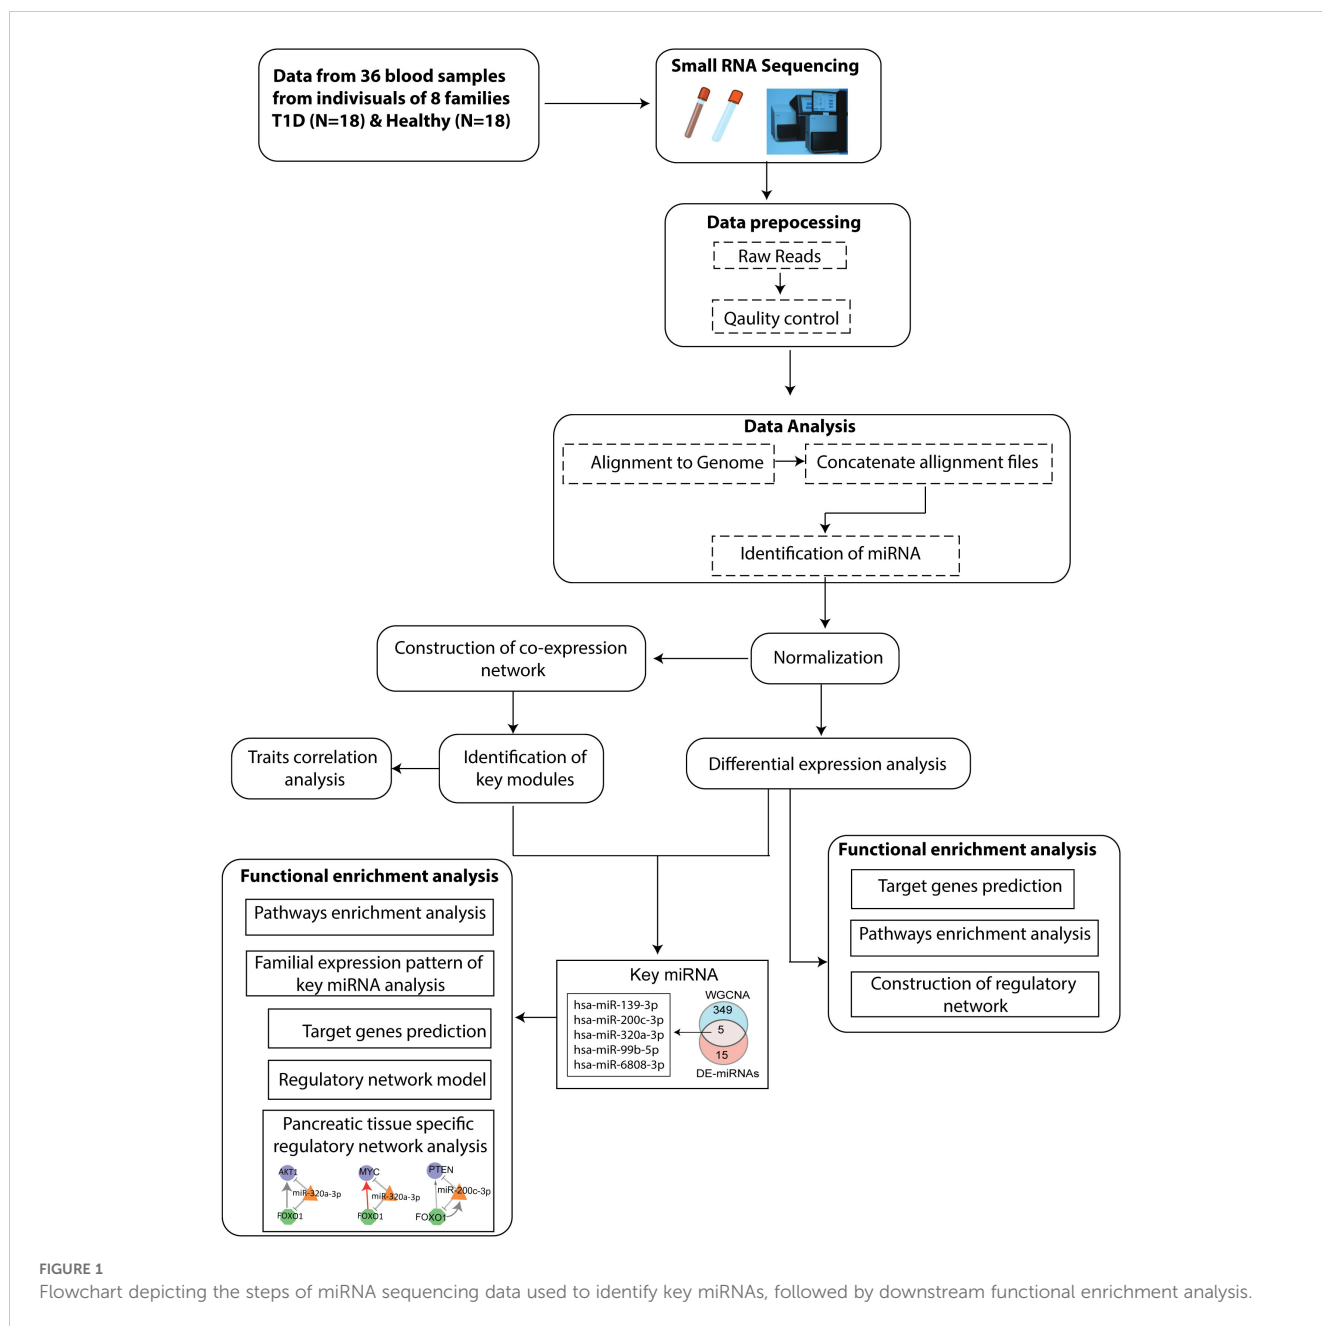 Data from 36 blood samples
from indivisuals of 8 families
T1D (N=18) & Healthy (N=18)
Small RNA Sequencing
Data prepocessing
Raw Reads
Qaulity control
Data Analysis
Alignment to Genome
Concatenate allignment files
Identification of miRNA
Normalization
Construction of co-expression
network
Identification of
key modules
Traits correlation
analysis
Differential expression analysis
Functional enrichment analysis
Target genes prediction
Pathways enrichment analysis
Construction of regulatory
network
Key miRNA
hsa-miR-139-3p
hsa-miR-200c-3p
hsa-miR-320a-3p
hsa-miR-99b-5p
hsa-miR-6808-3p
WGCNA
349
5
15
DE-miRNAs
Functional enrichment analysis
Pathways enrichment analysis
Familial expression pattern of
key miRNA analysis
Target genes prediction
Regulatory network model
Pancreatic tissue specific
regulatory network analysis
AKT1
miR-320a-3p
FOXO1
MYC
miR-320a-3p
FOXO1
PTEN
miR-200c-3p
FOXO1
FIGURE 1
Flowchart depicting the steps of miRNA sequencing data used to identify key miRNAs, followed by downstream functional enrichment analysis.